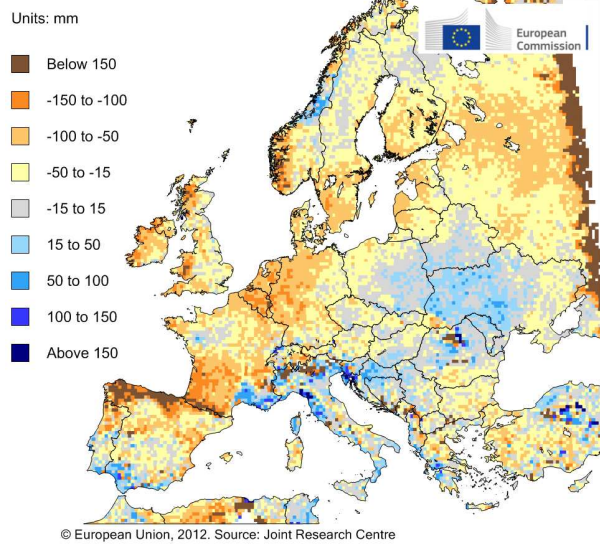 Units: mm
Below 150
-150 to -100
-100 to -50
-50 to -15
-15 to 15
15 to 50
50 to 100
100 to 150
Above 150
European
Commission
© European Union, 2012. Source: Joint Research Centre